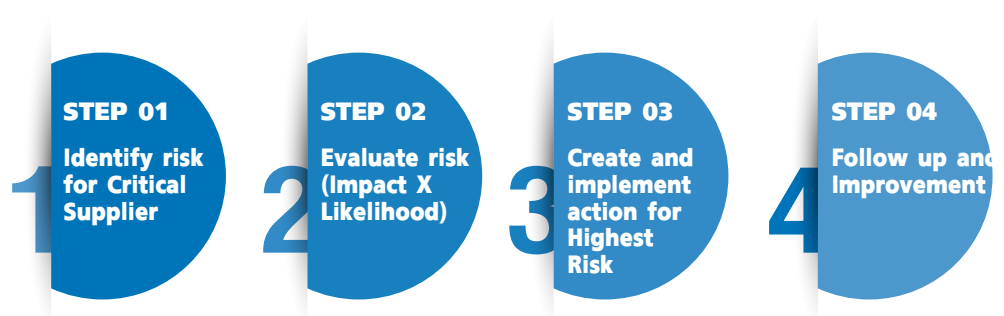 1
STEP 01
Identify risk
for Critical
Supplier
2
STEP 02
Evaluate risk
(Impact X
Likelihood)
3
STEP 03
Create and
implement
action for
Highest
Risk
4
STEP 04
Follow up and
Improvement